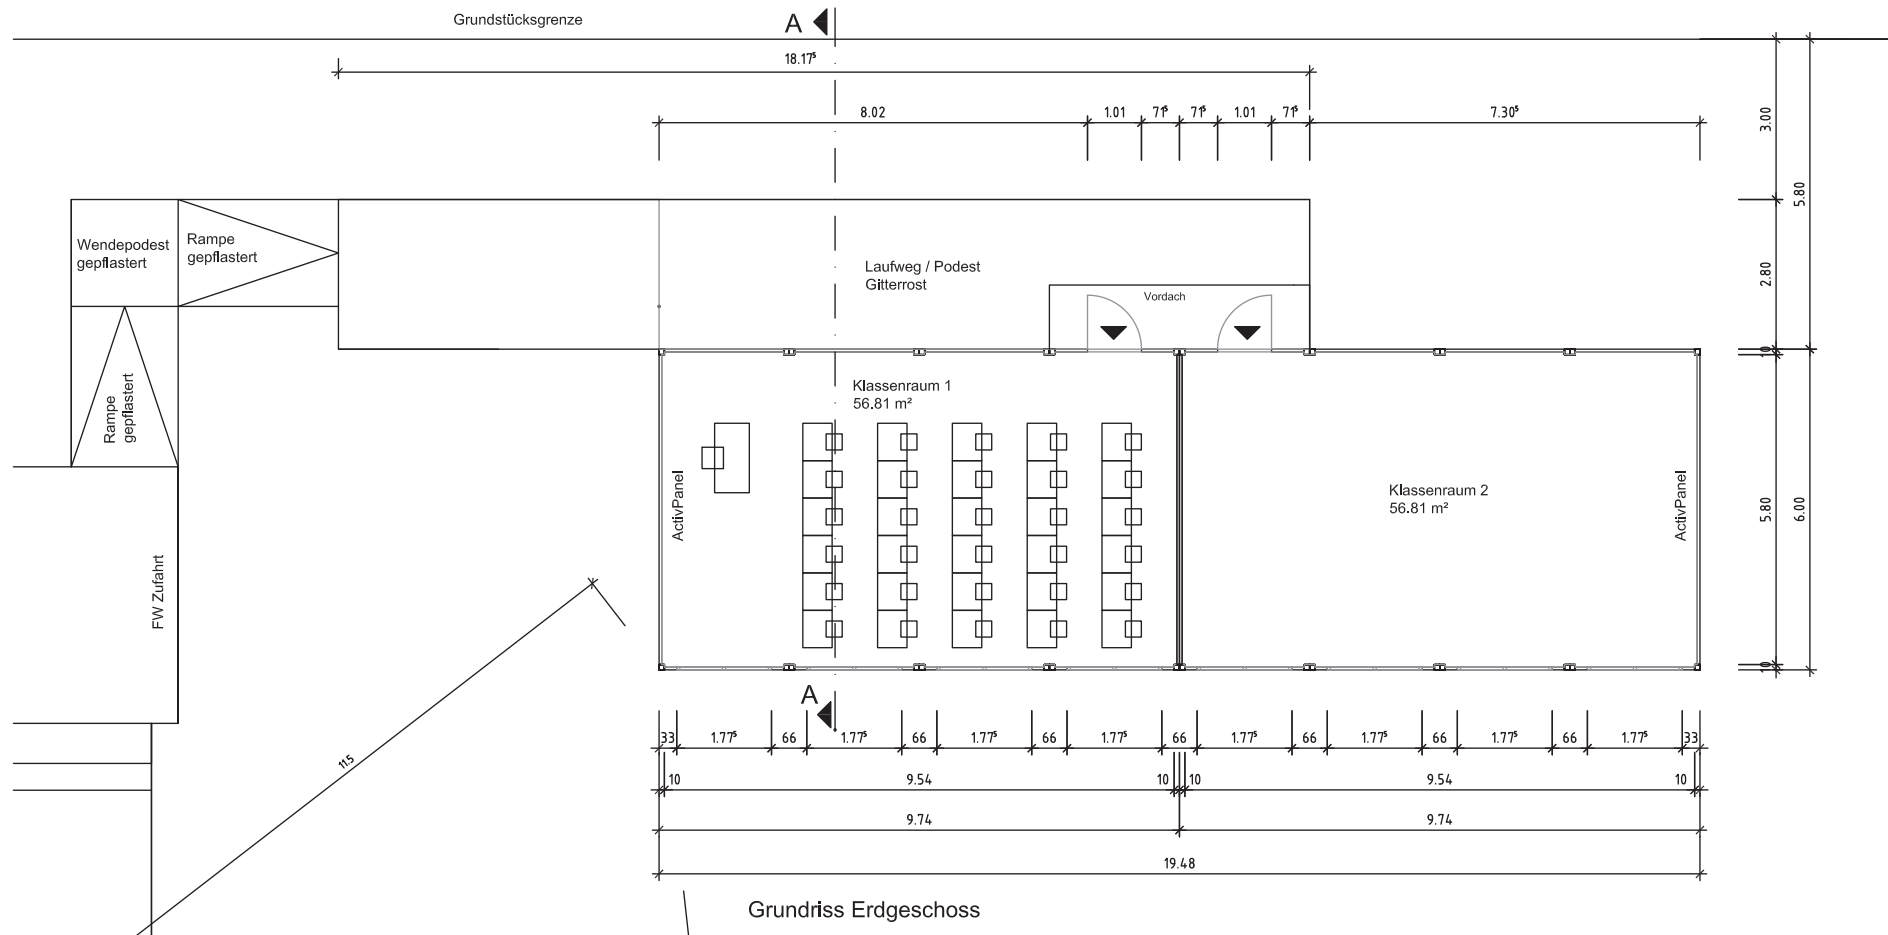 Grundstücksgrenze
A
18.17⁵
8.02
1.01
71⁵
71⁵
1.01
71⁵
7.30⁵
3.00
5.80
2.80
Wendepodest
gepflastert
Rampe
gepflastert
Laufweg / Podest
Gitterrost
Vordach
10
Rampe
gepflastert
Klassenraum 1
56.81 m²
ActivPanel
Klassenraum 2
56.81 m²
ActivPanel
5.80
6.00
FW Zufahrt
10
A
11.5
33
1.77⁵
66
1.77⁵
66
1.77⁵
66
1.77⁵
66
1.77⁵
66
1.77⁵
66
1.77⁵
66
1.77⁵
33
10
9.54
10
10
9.54
10
9.74
9.74
19.48
Grundriss Erdgeschoss